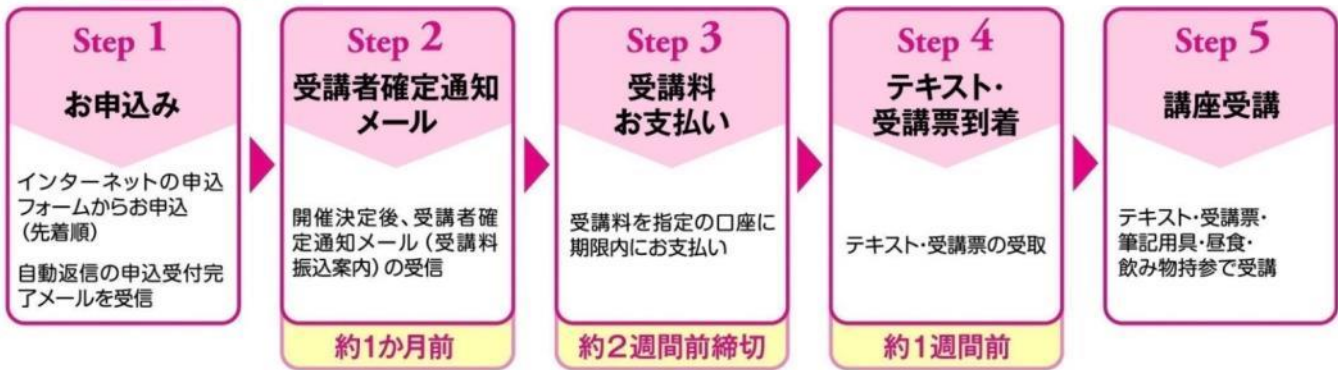 Step 1
お申込み
インターネットの申込
フォームからお申込
(先着順)
自動返信の申込受付完
了メールを受信
Step 2
受講者確定通知
メール
開催決定後、受講者確
定通知メール(受講料
振込案内)の受信
約1か月前
Step 3
受講料
お支払い
受講料を指定の口座に
期限内にお支払い
約2週間前締切
Step 4
テキスト・
受講票到着
テキスト・受講票の受取
約1週間前
Step 5
講座受講
テキスト・受講票・
筆記用具・昼食・
飲み物持参で受講